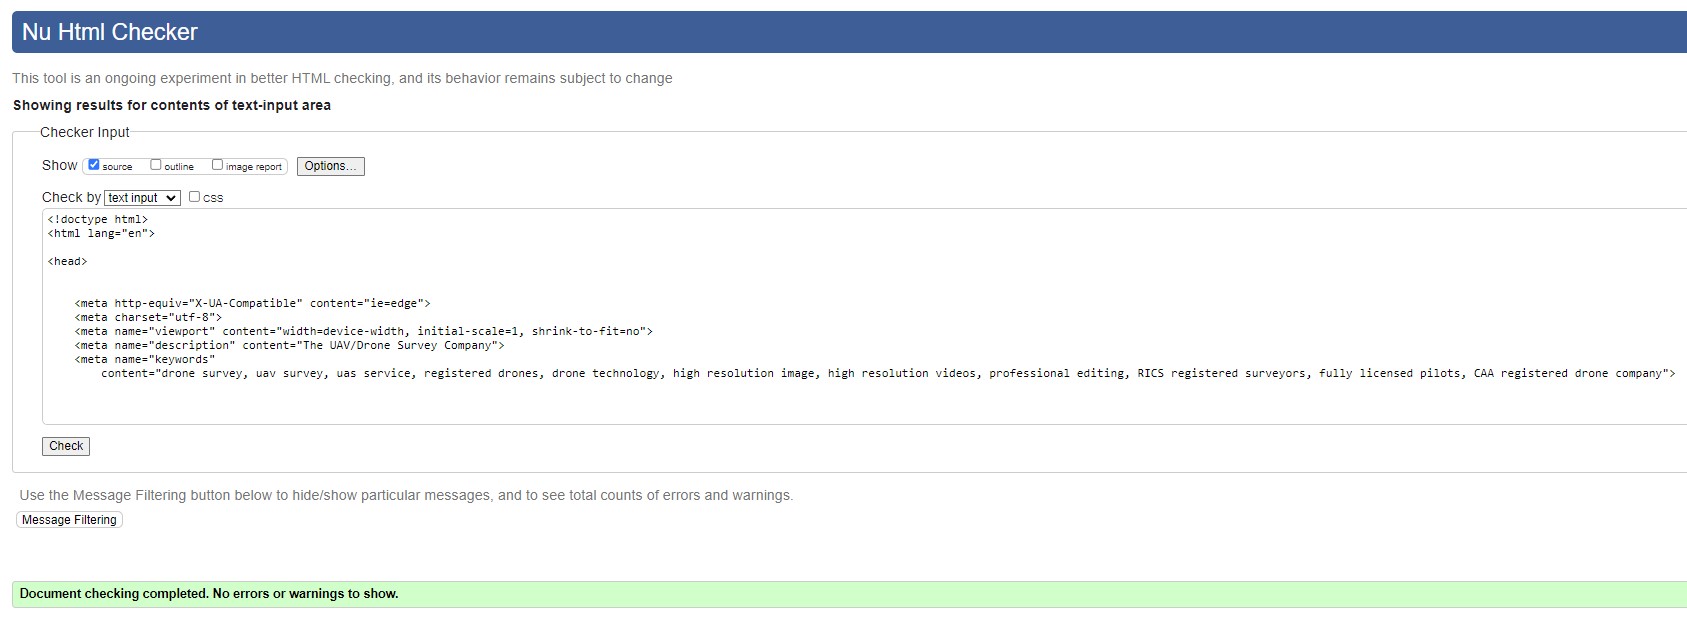 Nu Html Checker
This tool is an ongoing experiment in better HTML checking, and its behavior remains subject to change
Showing results for contents of text-input area
Checker Input
Show source outline image report Options...
Check by text input css
<!doctype html>
<html lang="en">
<head>
<meta http-equiv="X-UA-Compatible" content="ie=edge">
<meta charset="utf-8">
<meta name="viewport" content="width=device-width, initial-scale=1, shrink-to-fit=no">
<meta name="description" content="The UAV/Drone Survey Company">
<meta name="keywords"
content="drone survey, uav survey, uas service, registered drones, drone technology, high resolution image, high resolution videos, professional editing, RICS registered surveyors, fully licensed pilots, CAA registered drone company">
Check
Use the Message Filtering button below to hide/show particular messages, and to see total counts of errors and warnings.
Message Filtering
Document checking completed. No errors or warnings to show.